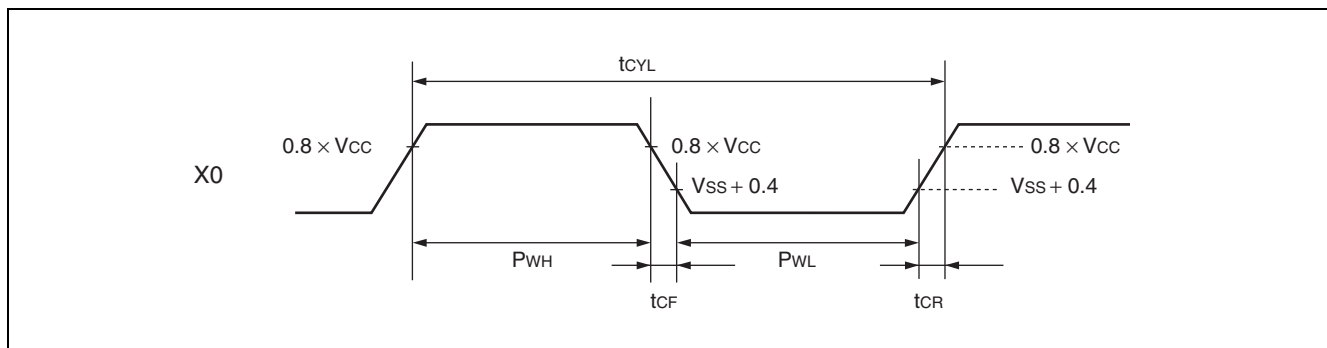 tCYL
0.8 × VCC
0.8 × VCC
0.8 × VCC
X0
VSS + 0.4
VSS + 0.4
PWH
PWL
tCF
tCR